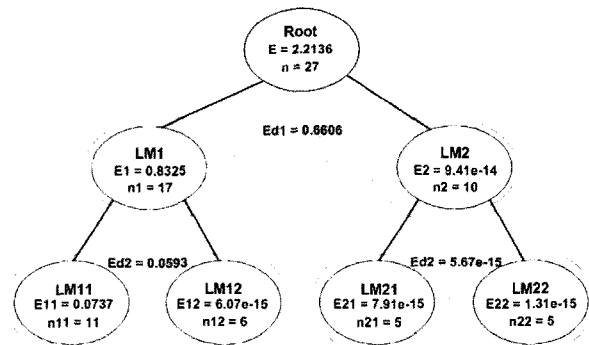 Root
E = 2.2136
n = 27
Ed1 = 0.6606
LM1
E1 = 0.8325
n1 = 17
LM2
E2 = 9.41e-14
n2 = 10
Ed2 = 0.0593
Ed2 = 5.67e-15
LM11
E11 = 0.0737
n11 = 11
LM12
E12 = 6.07e-15
n12 = 6
LM21
E21 = 7.91e-15
n21 = 5
LM22
E22 = 1.31e-15
n22 = 5